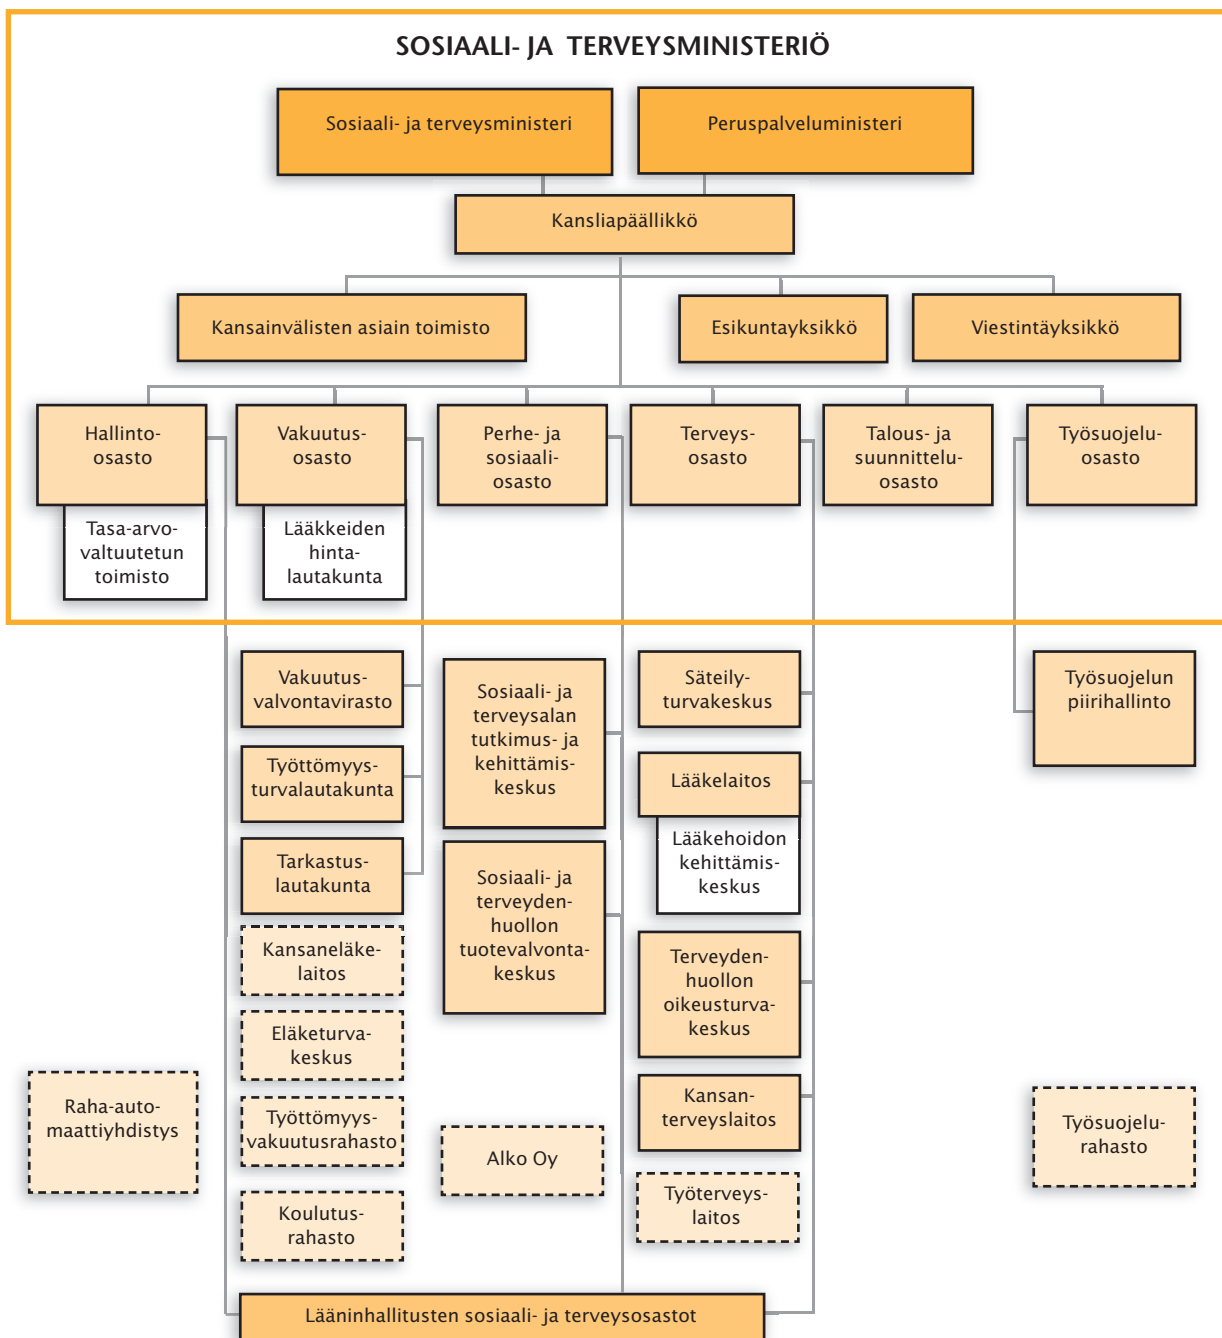 SOSIAALI- JA TERVEYSMINISTERIÖ
Sosiaali- ja terveysministeri
Peruspalveluministeri
Kansliapäällikkö
Kansainvälisten asiain toimisto
Esikuntayksikkö
Viestintäyksikkö
Hallinto-
osasto
Vakuutus-
osasto
Perhe- ja
sosiaali-
osasto
Terveys-
osasto
Talous- ja
suunnittelu-
osasto
Työsuojelu-
osasto
Tasa-arvo-
valtuutetun
toimisto
Lääkkeiden
hinta-
lautakunta
Vakuutus-
valvontavirasto
Työttömyys-
turvalautakunta
Tarkastus-
lautakunta
Kansaneläke-
laitos
Eläketurva-
keskus
Työttömyys-
vakuutusrahasto
Koulutus-
rahasto
Sosiaali- ja
terveysalan
tutkimus- ja
kehittämis-
keskus
Sosiaali- ja
terveyden-
huollon
tuotevalvonta-
keskus
Alko Oy
Säteily-
turvakeskus
Lääkelaitos
Lääkehoidon
kehittämis-
keskus
Terveyden-
huollon
oikeusturva-
keskus
Kansan-
terveyslaitos
Työterveys-
laitos
Työsuojelun
piirihallinto
Raha-auto-
maattiyhdistys
Työsuojelu-
rahasto
Lääninhallitusten sosiaali- ja terveysosastot